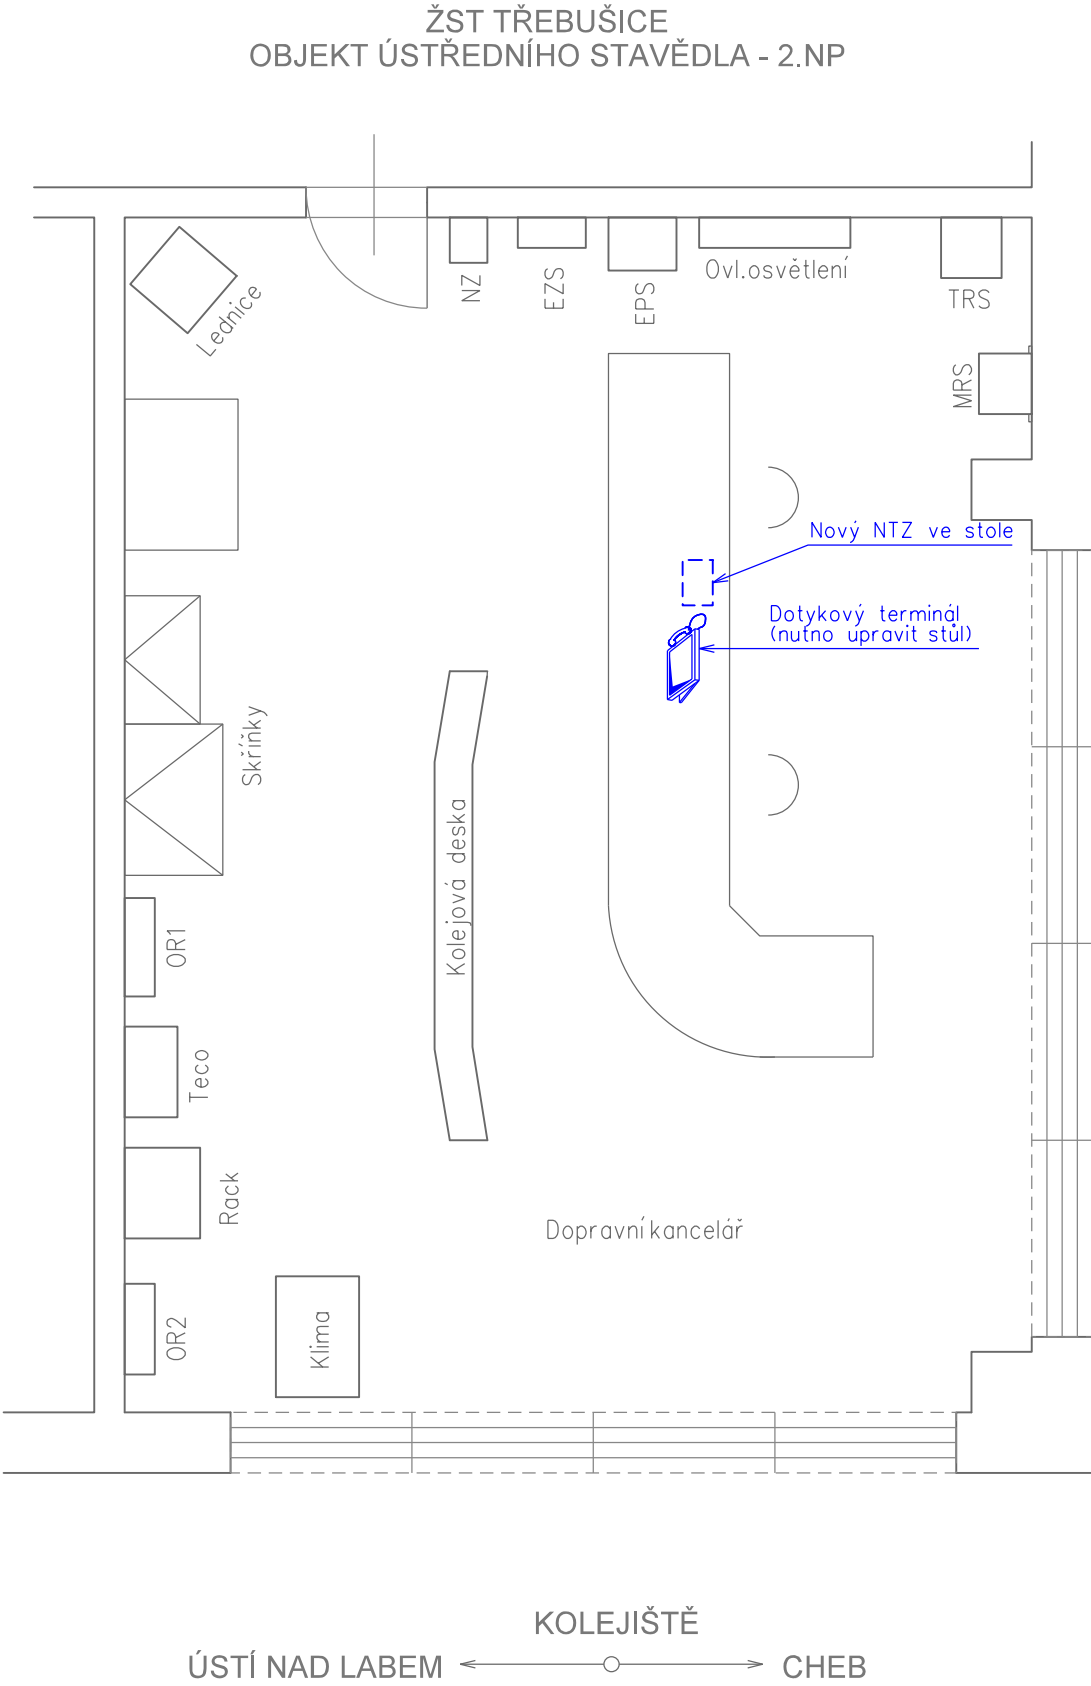 ŽST TŘEBUŠICE
OBJEKT ÚSTŘEDNÍHO STAVĚDLA - 2.NP
Lednice
NZ
EZS
EPS
Ovl.osvětlení
TRS
MRS
Nový NTZ ve stole
Dotykový terminál
(nutno upravit stůl)
Skříňky
Kolejová deska
OR1
Teco
Rack
Dopravní kancelář
OR2
Klima
KOLEJIŠTĚ
ÚSTÍ NAD LABEM
CHEB